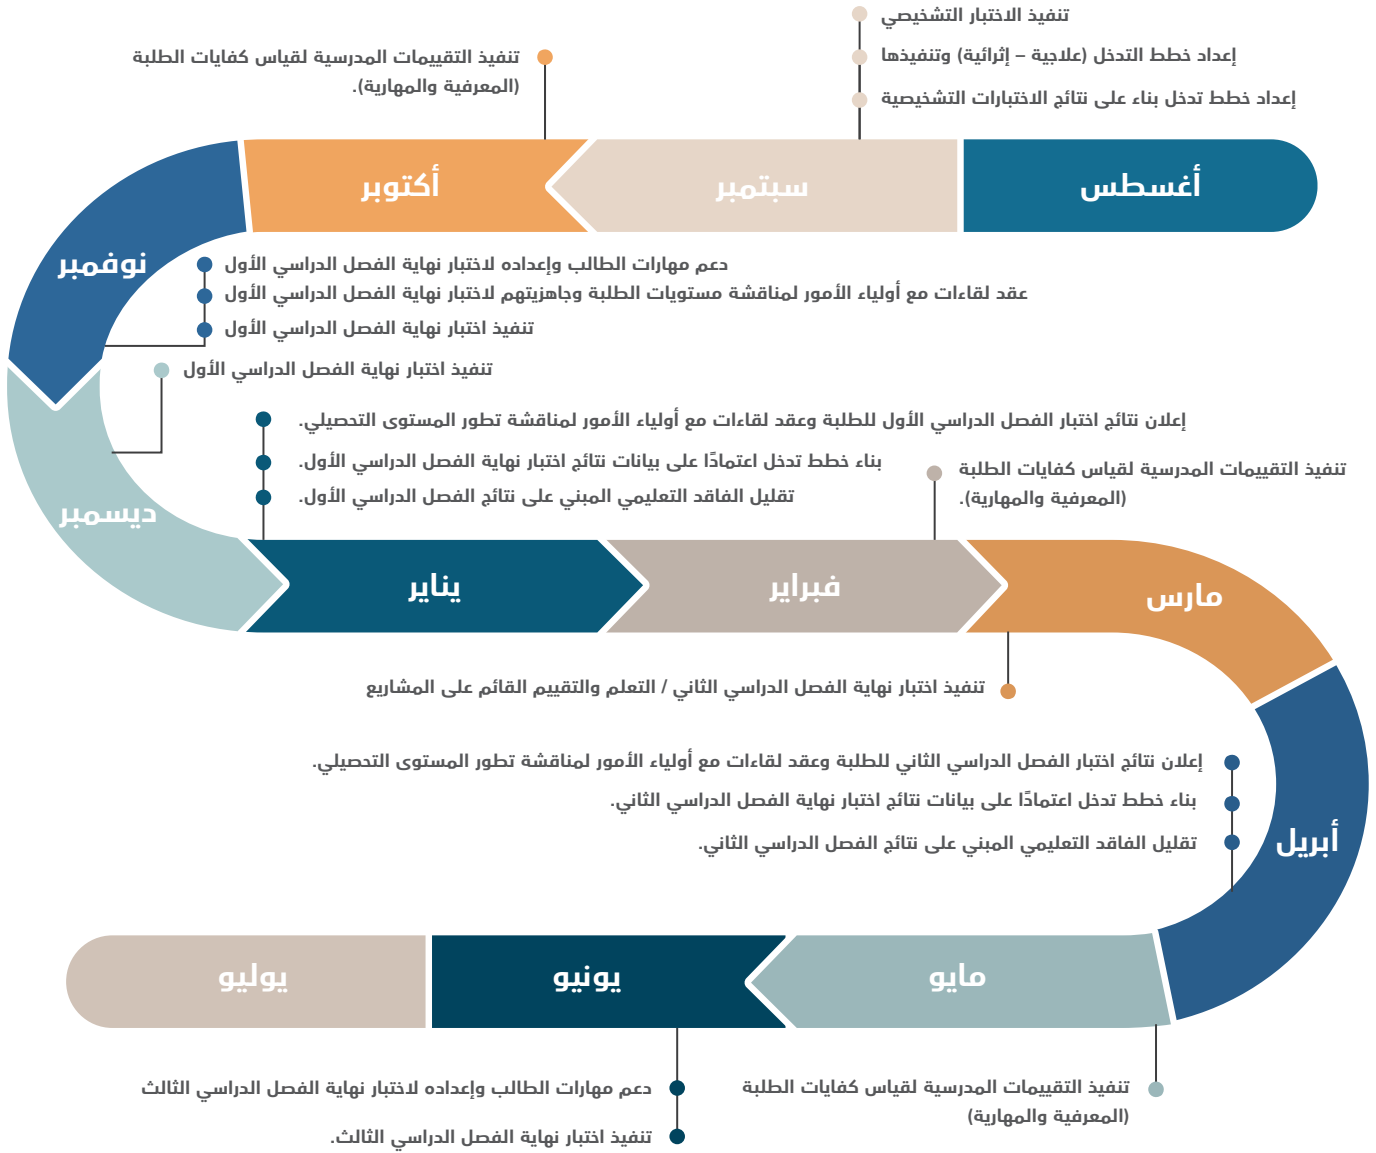 تنفيذ الاختبار التشخيصي
إعداد خطط التدخل (علاجية – إثرائية) وتنفيذها
إعداد خطط تدخل بناء على نتائج الاختبارات التشخيصية
تنفيذ التقييمات المدرسية لقياس كفايات الطلبة
(المعرفية والمهارية).
أغسطس
سبتمبر
أكتوبر
نوفمبر
دعم مهارات الطالب وإعداده لاختبار نهاية الفصل الدراسي الأول
عقد لقاءات مع أولياء الأمور لمناقشة مستويات الطلبة وجاهزيتهم لاختبار نهاية الفصل الدراسي الأول
تنفيذ اختبار نهاية الفصل الدراسي الأول
تنفيذ اختبار نهاية الفصل الدراسي الأول
ديسمبر
إعلان نتائج اختبار الفصل الدراسي الأول للطلبة وعقد لقاءات مع أولياء الأمور لمناقشة تطور المستوى التحصيلي.
بناء خطط تدخل اعتمادًا على بيانات نتائج اختبار نهاية الفصل الدراسي الأول.
تقليل الفاقد التعليمي المبني على نتائج الفصل الدراسي الأول.
تنفيذ التقييمات المدرسية لقياس كفايات الطلبة
(المعرفية والمهارية).
يناير
فبراير
مارس
تنفيذ اختبار نهاية الفصل الدراسي الثاني / التعلم والتقييم القائم على المشاريع
إعلان نتائج اختبار الفصل الدراسي الثاني للطلبة وعقد لقاءات مع أولياء الأمور لمناقشة تطور المستوى التحصيلي.
بناء خطط تدخل اعتمادًا على بيانات نتائج اختبار نهاية الفصل الدراسي الثاني.
تقليل الفاقد التعليمي المبني على نتائج الفصل الدراسي الثاني.
أبريل
مايو
يونيو
يوليو
تنفيذ التقييمات المدرسية لقياس كفايات الطلبة
(المعرفية والمهارية)
دعم مهارات الطالب وإعداده لاختبار نهاية الفصل الدراسي الثالث
تنفيذ اختبار نهاية الفصل الدراسي الثالث.